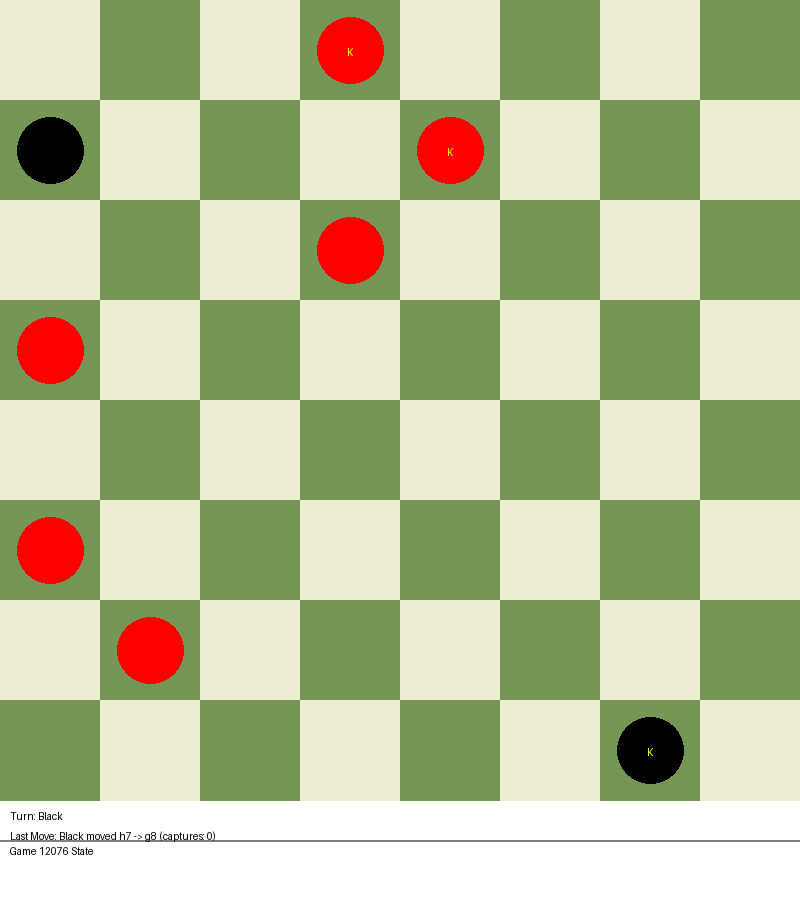 K
K
K
Turn: Black
Last Move: Black moved h7 -> g8 (captures: 0)
Game 12076 State